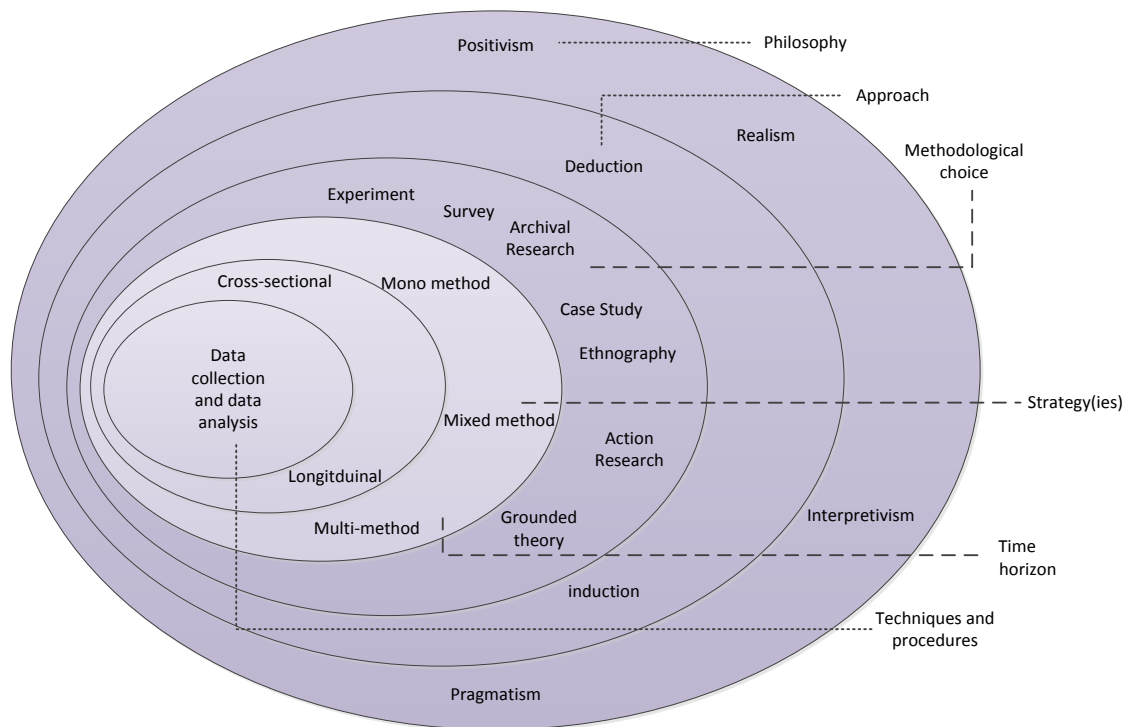 Positivism
Philosophy
Approach
Realism
Methodological
choice
Deduction
Experiment
Survey
Archival
Research
Cross-sectional
Mono method
Case Study
Ethnography
Data
collection
and data
analysis
Mixed method
Strategy(ies)
Action
Research
Longitduinal
Multi-method
Grounded
theory
Interpretivism
Time
horizon
induction
Techniques and
procedures
Pragmatism